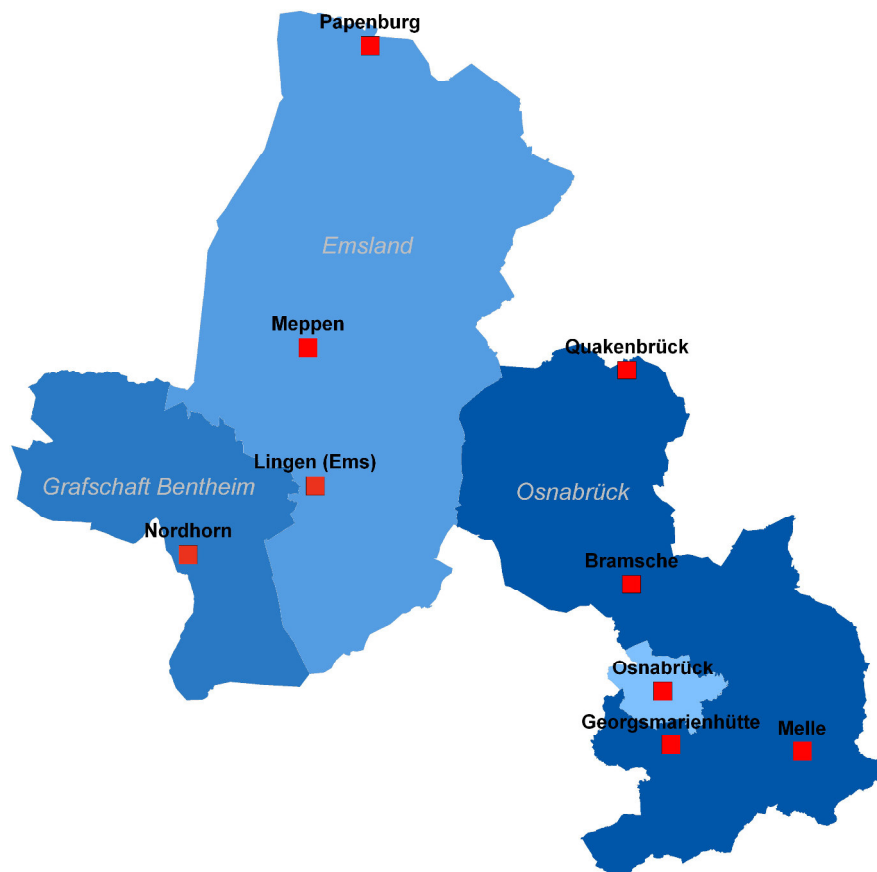 Papenburg
Emsland
Meppen
Quakenbrück
Lingen (Ems)
Grafschaft Bentheim
Osnabrück
Nordhorn
Bramsche
Osnabrück
Georgsmarienhütte
Melle